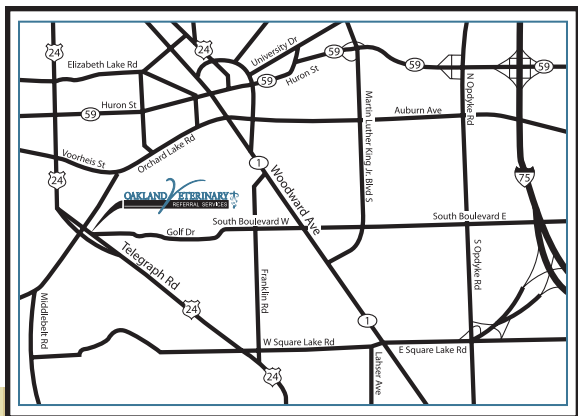 24
24
University Dr
59
59
59
Elizabeth Lake Rd
59
Huron St
Huron St
59
Martin Luther King Jr. Blvd S
N Opdyke Rd
Auburn Ave
Orchard Lake Rd
Voorheis St
1
Woodward Ave
75
24
OAKLAND VETERINARY
REFERRAL SERVICES
South Boulevard W
South Boulevard E
Golf Dr
Telegraph Rd
Franklin Rd
S Opdyke Rd
Middlebelt Rd
24
1
W Square Lake Rd
E Square Lake Rd
Lahser Ave
24